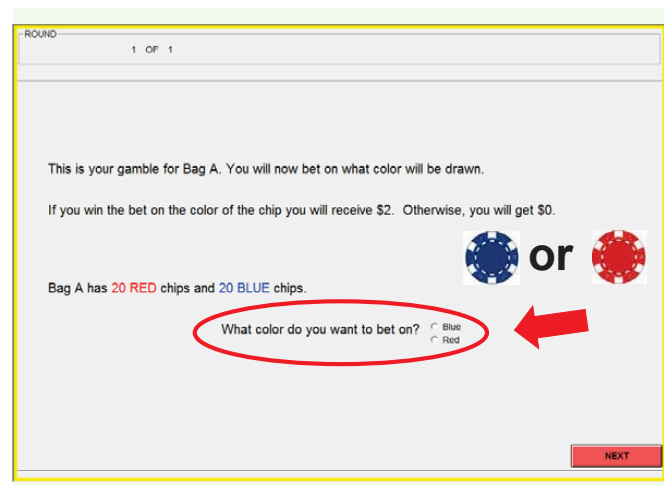 ROUND
1 OF 1
This is your gamble for Bag A. You will now bet on what color will be drawn.
If you win the bet on the color of the chip you will receive $2. Otherwise, you will get $0.
or
Bag A has 20 RED chips and 20 BLUE chips.
What color do you want to bet on?
Blue
Red
NEXT